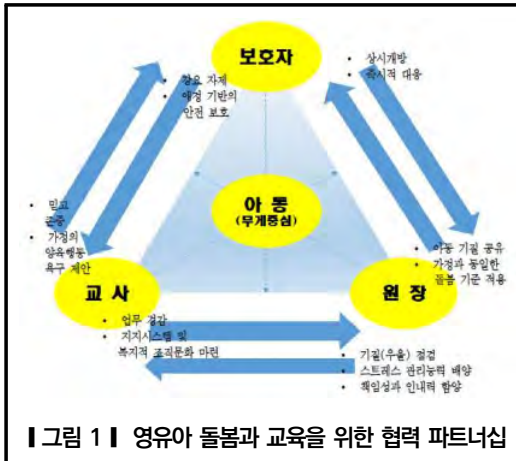 보호자
• 상시개방
• 즉시적 대응
• 강요 자제
• 애정 기반의
안전 보호
아 동
(무게중심)
• 믿고
존중
• 가정의
양육행동
욕구 제안
• 아동 기질 공유
• 가정과 동일한
돌봄 기준 적용
교 사
원 장
• 업무 경감
• 지지시스템 및
복지적 조직문화 마련
• 기질(우울) 점검
• 스트레스 관리능력 배양
• 책임성과 인내력 함양
▌그림 1▐ 영유아 돌봄과 교육을 위한 협력 파트너십